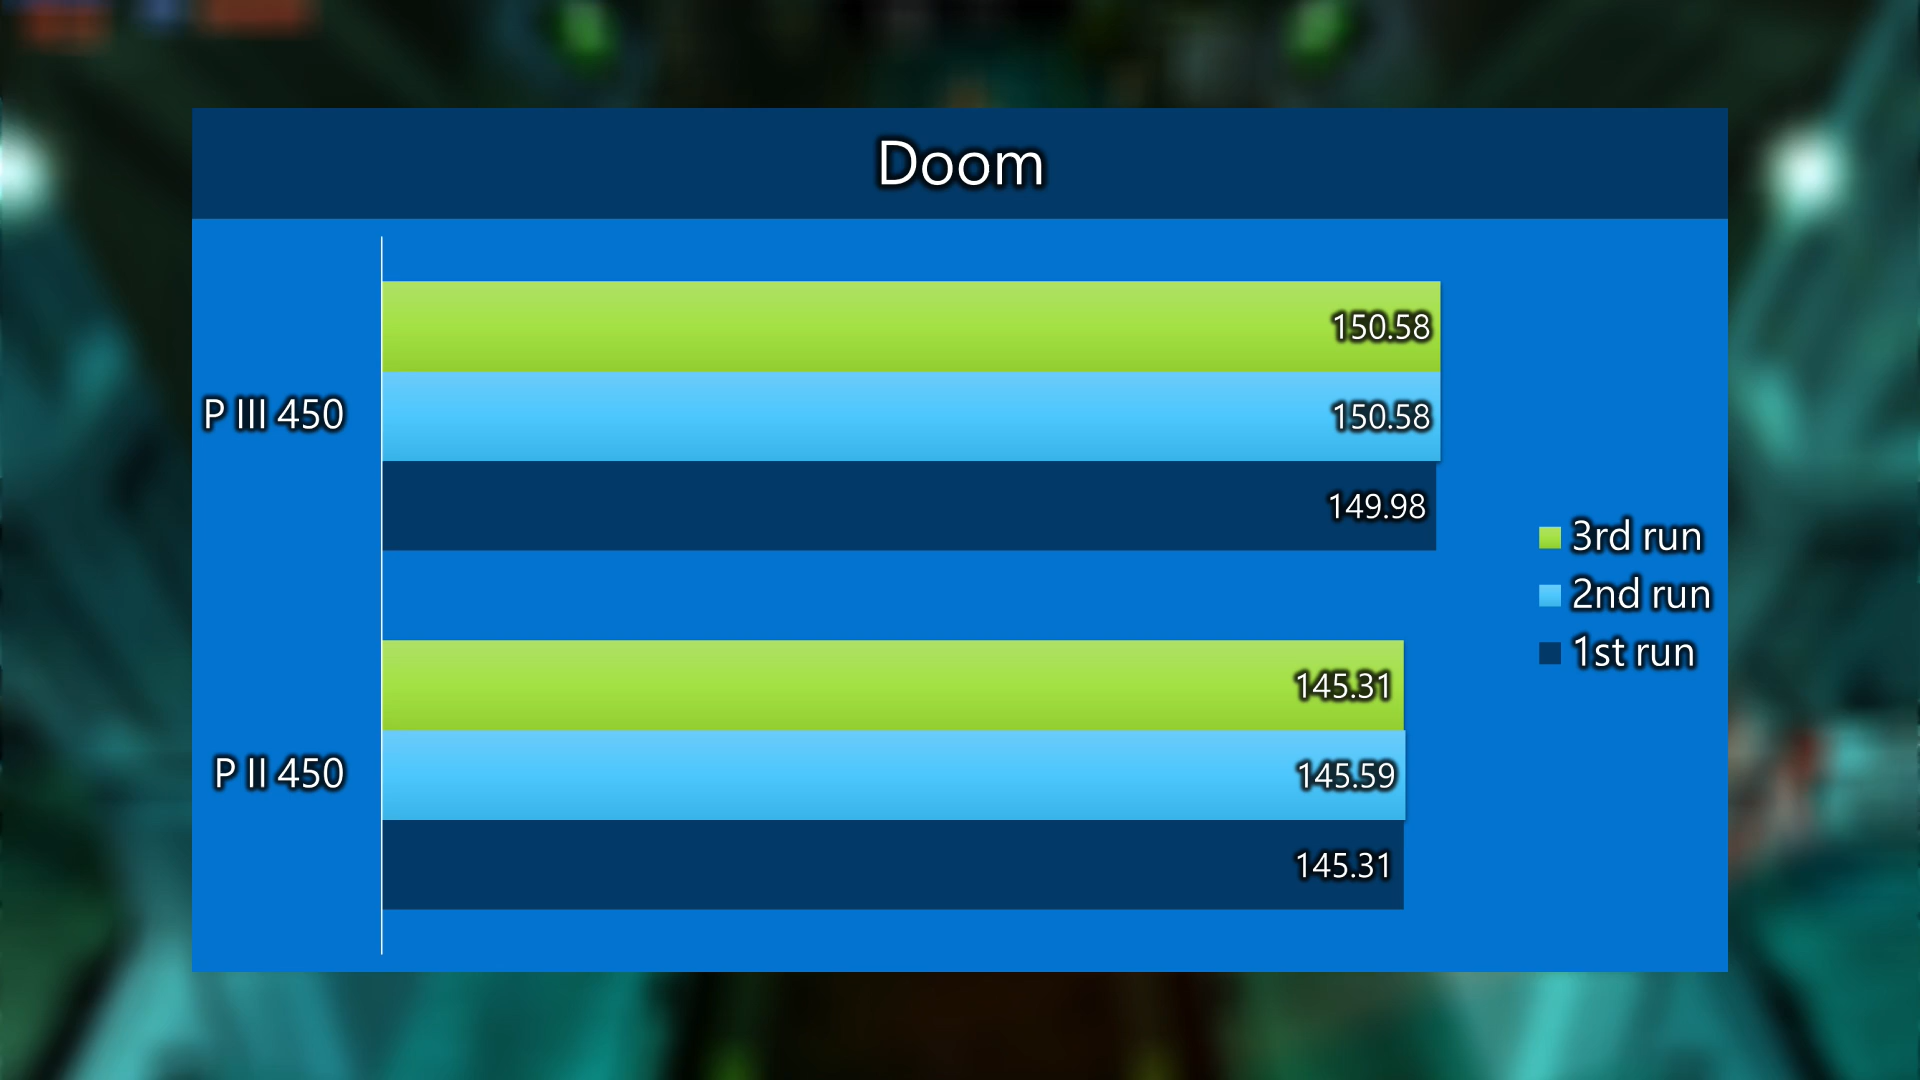 Doom
P III 450
150.58
150.58
149.98
P II 450
145.31
145.59
145.31
3rd run
2nd run
1st run